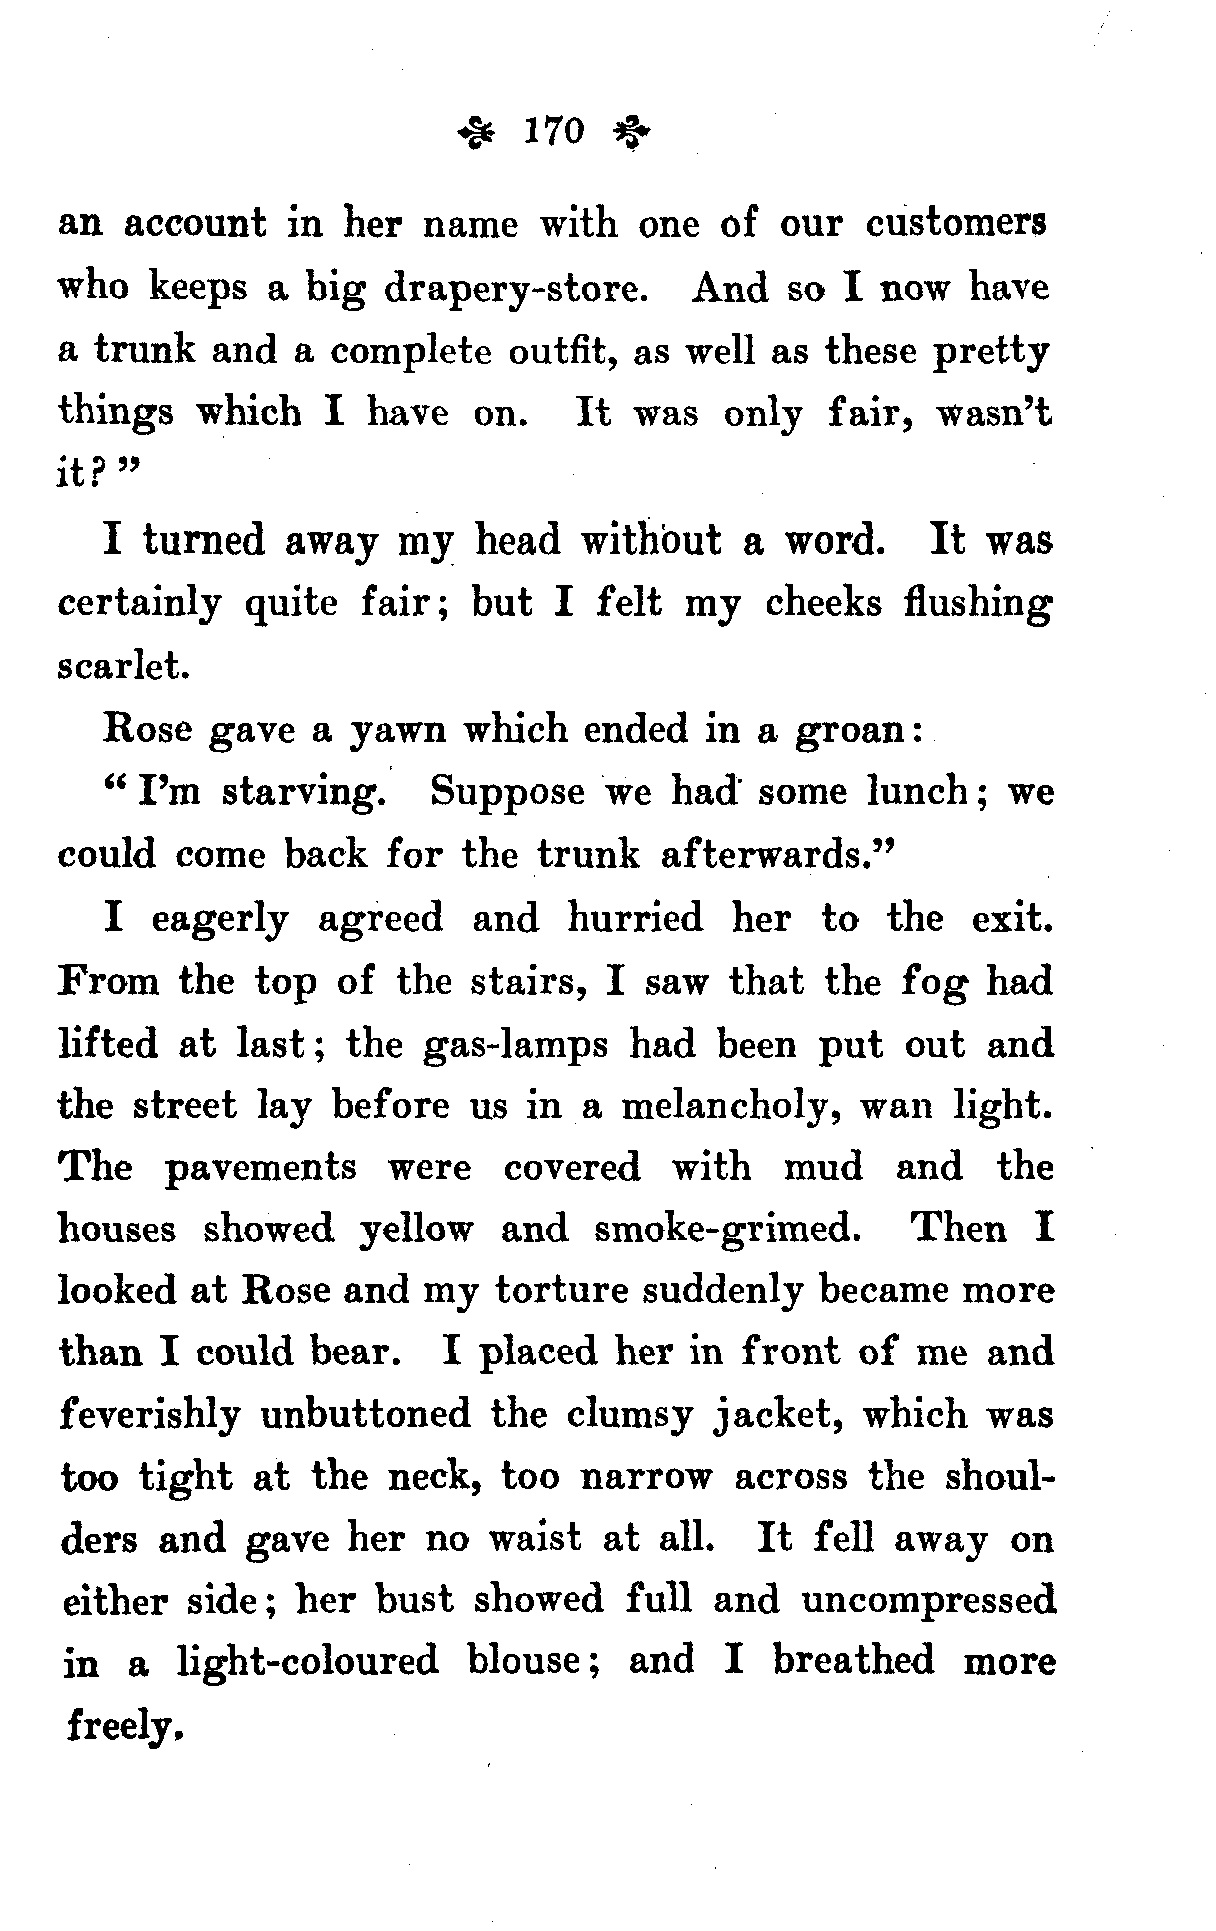 170
an account in her name with one of our customers
who keeps a big drapery-store. And so I now have
a trunk and a complete outfit, as well as these pretty
things which I have on. It was only fair, wasn't
it?"
I turned away my head without a word. It was
certainly quite fair; but I felt my cheeks flushing
scarlet.
Rose gave a yawn which ended in a groan:
"I'm starving. Suppose we had some lunch; we
could come back for the trunk afterwards."
I eagerly agreed and hurried her to the exit.
From the top of the stairs, I saw that the fog had
lifted at last; the gas-lamps had been put out and
the street lay before us in a melancholy, wan light.
The pavements were covered with mud and the
houses showed yellow and smoke-grimed. Then I
looked at Rose and my torture suddenly became more
than I could bear. I placed her in front of me and
feverishly unbuttoned the clumsy jacket, which was
too tight at the neck, too narrow across the shoul-
ders and gave her no waist at all. It fell away on
either side; her bust showed full and uncompressed
in a light-coloured blouse; and I breathed more
freely.